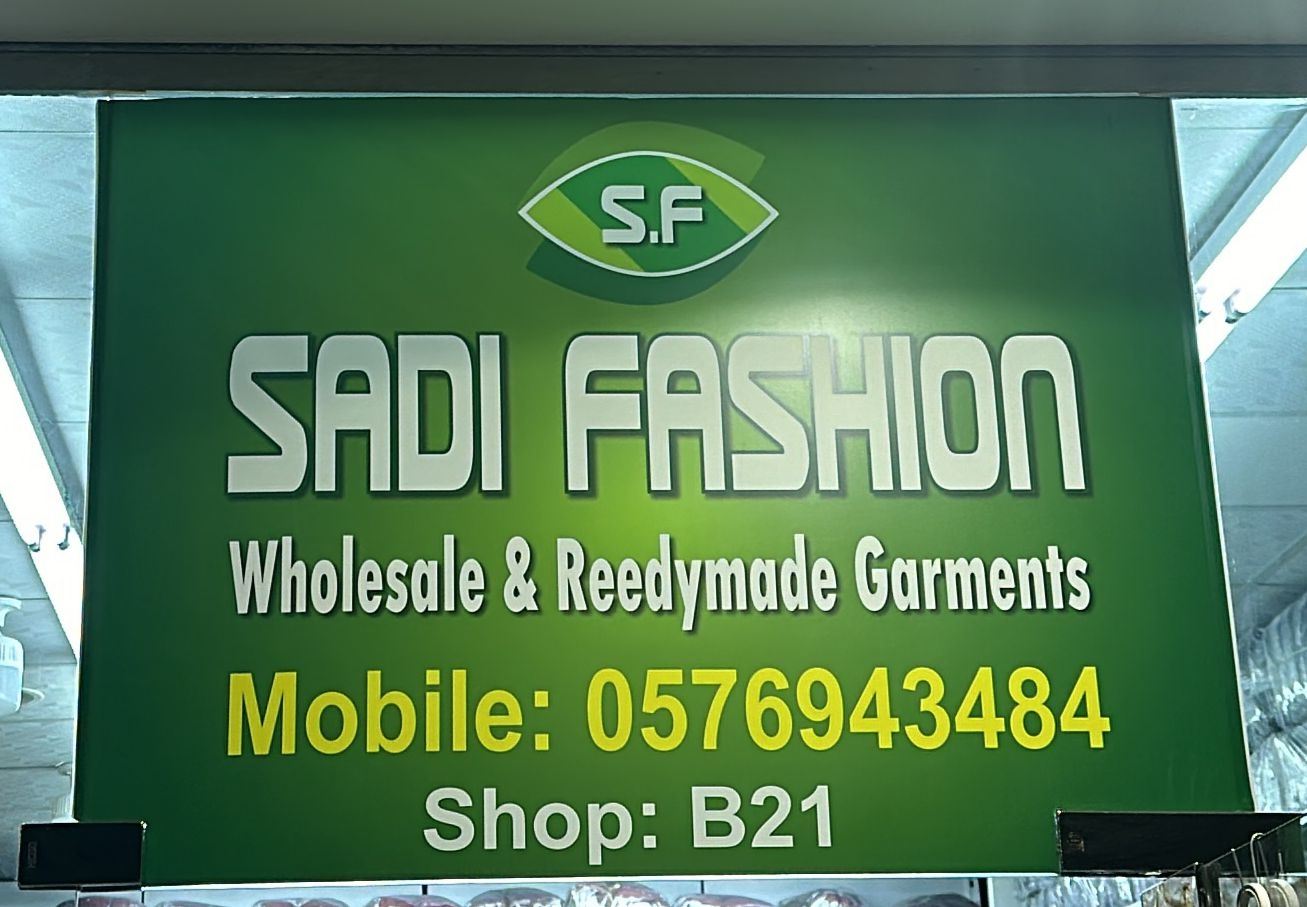 S.F
SADI FASHION
Wholesale & Reedymade Garments
Mobile: 0576943484
Shop: B21